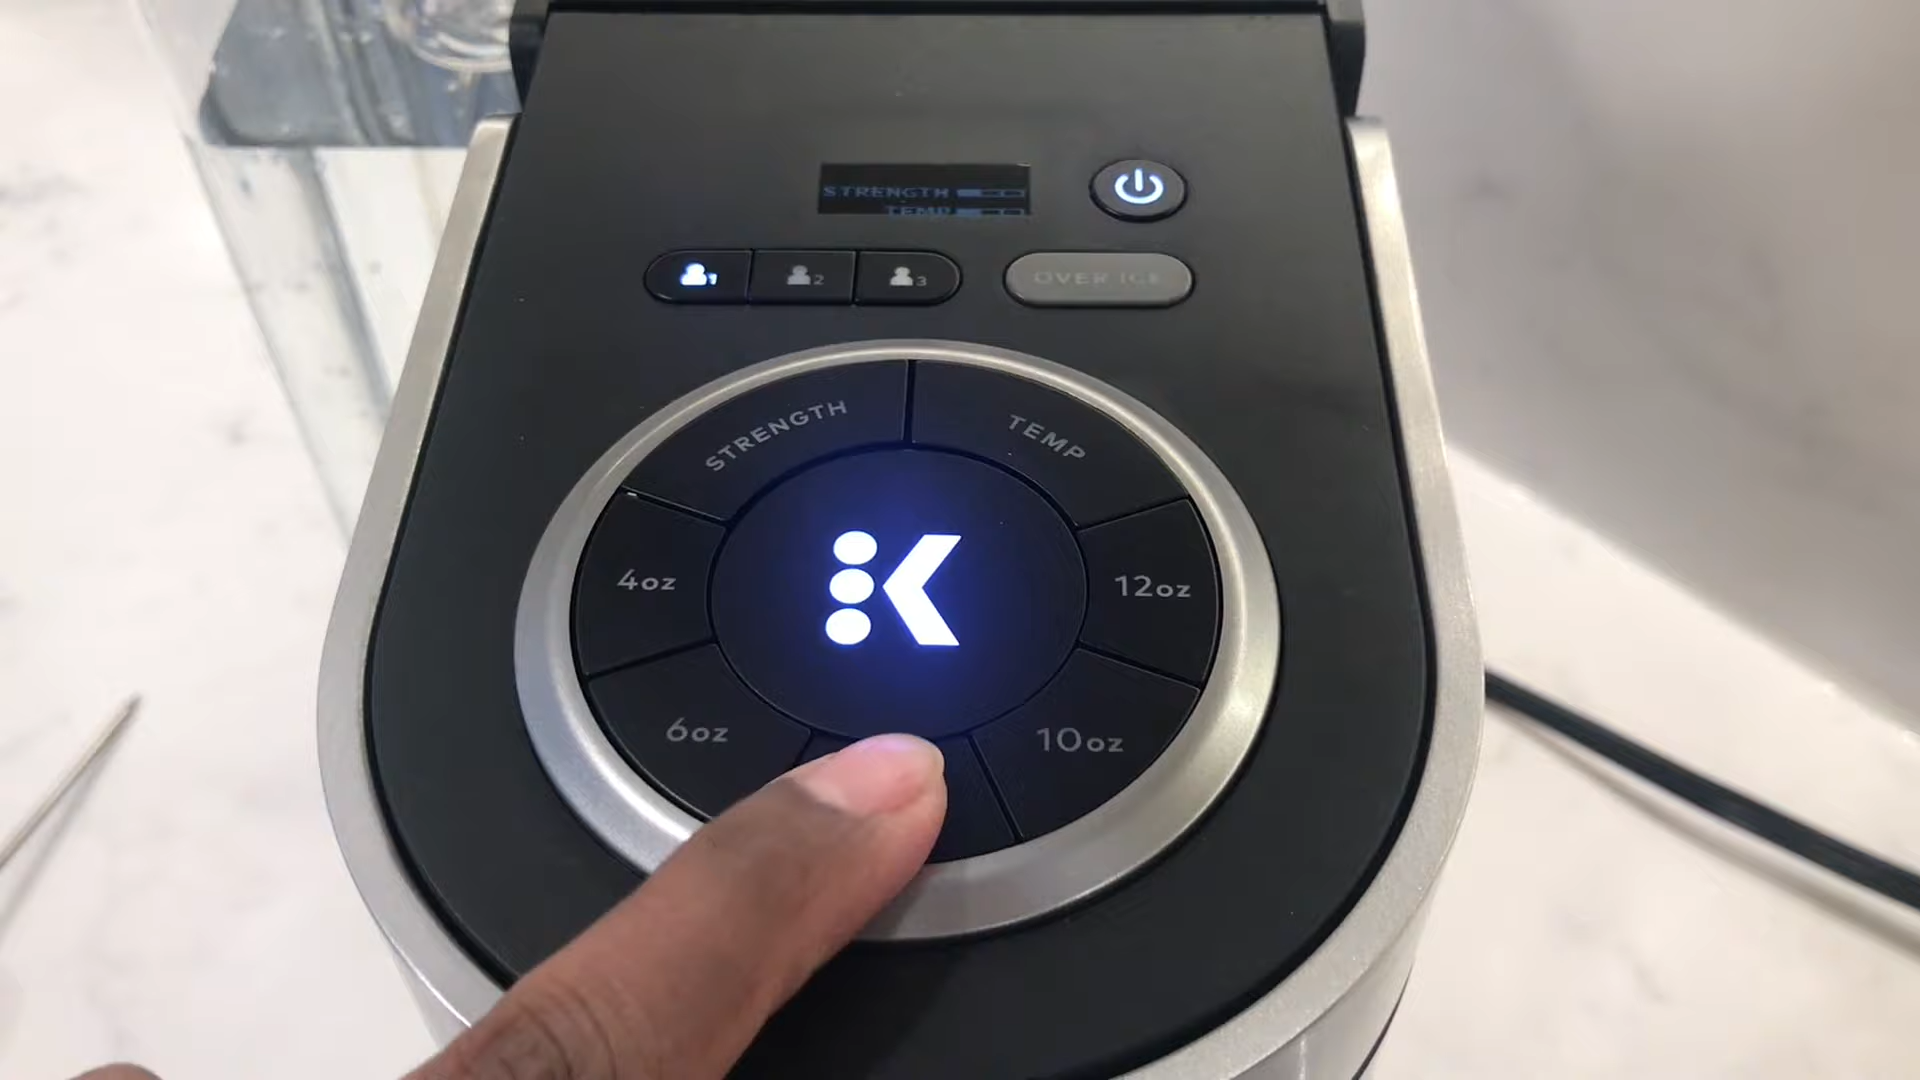 STRENGTH
TEMP
1 2 3
OVER ICE
STRENGTH TEMP
4oz 12oz
6oz 10oz